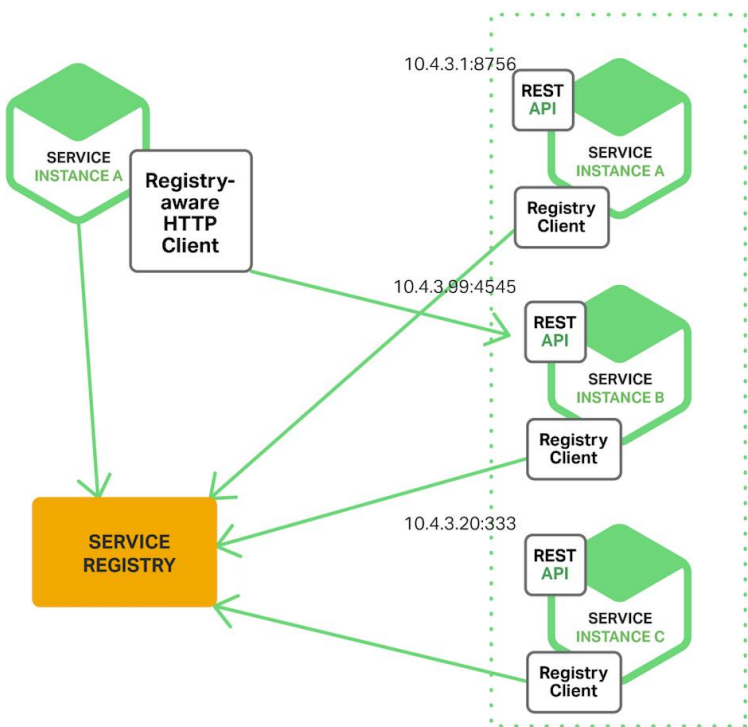 SERVICE
INSTANCE A
Registry-
aware
HTTP
Client
SERVICE
REGISTRY
10.4.3.1:8756
REST
API
SERVICE
INSTANCE A
Registry
Client
10.4.3.99:4545
REST
API
SERVICE
INSTANCE B
Registry
Client
10.4.3.20:333
REST
API
SERVICE
INSTANCE C
Registry
Client